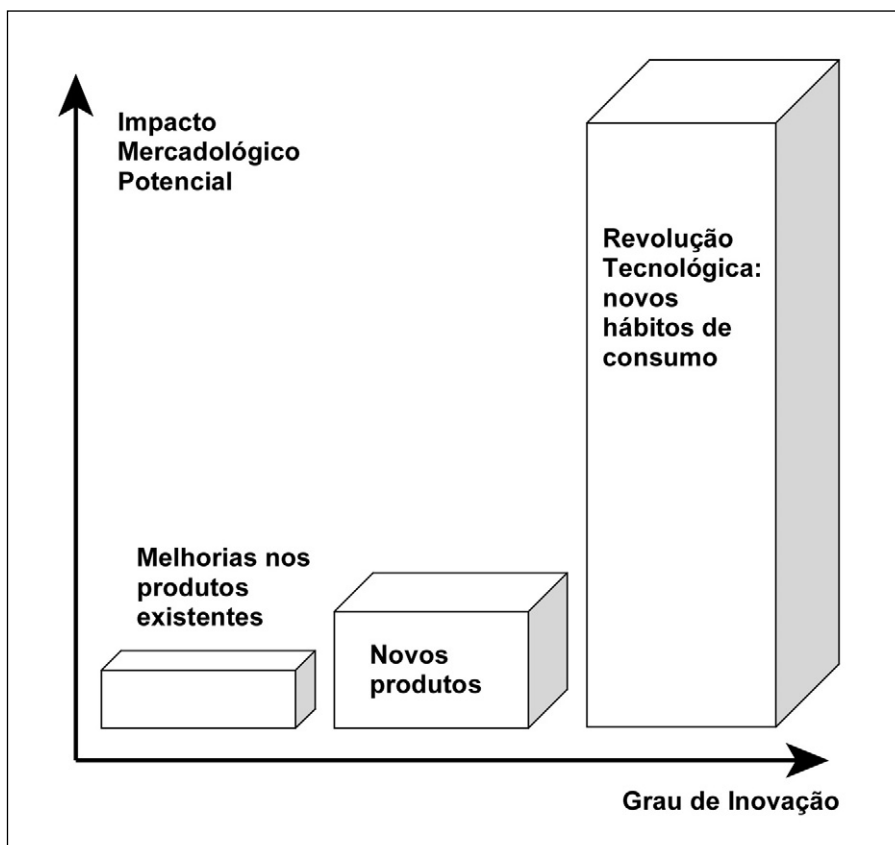 Impacto
Mercadológico
Potencial
Revolução
Tecnológica:
novos
hábitos de
consumo
Melhorias nos
produtos
existentes
Novos
produtos
Grau de Inovação